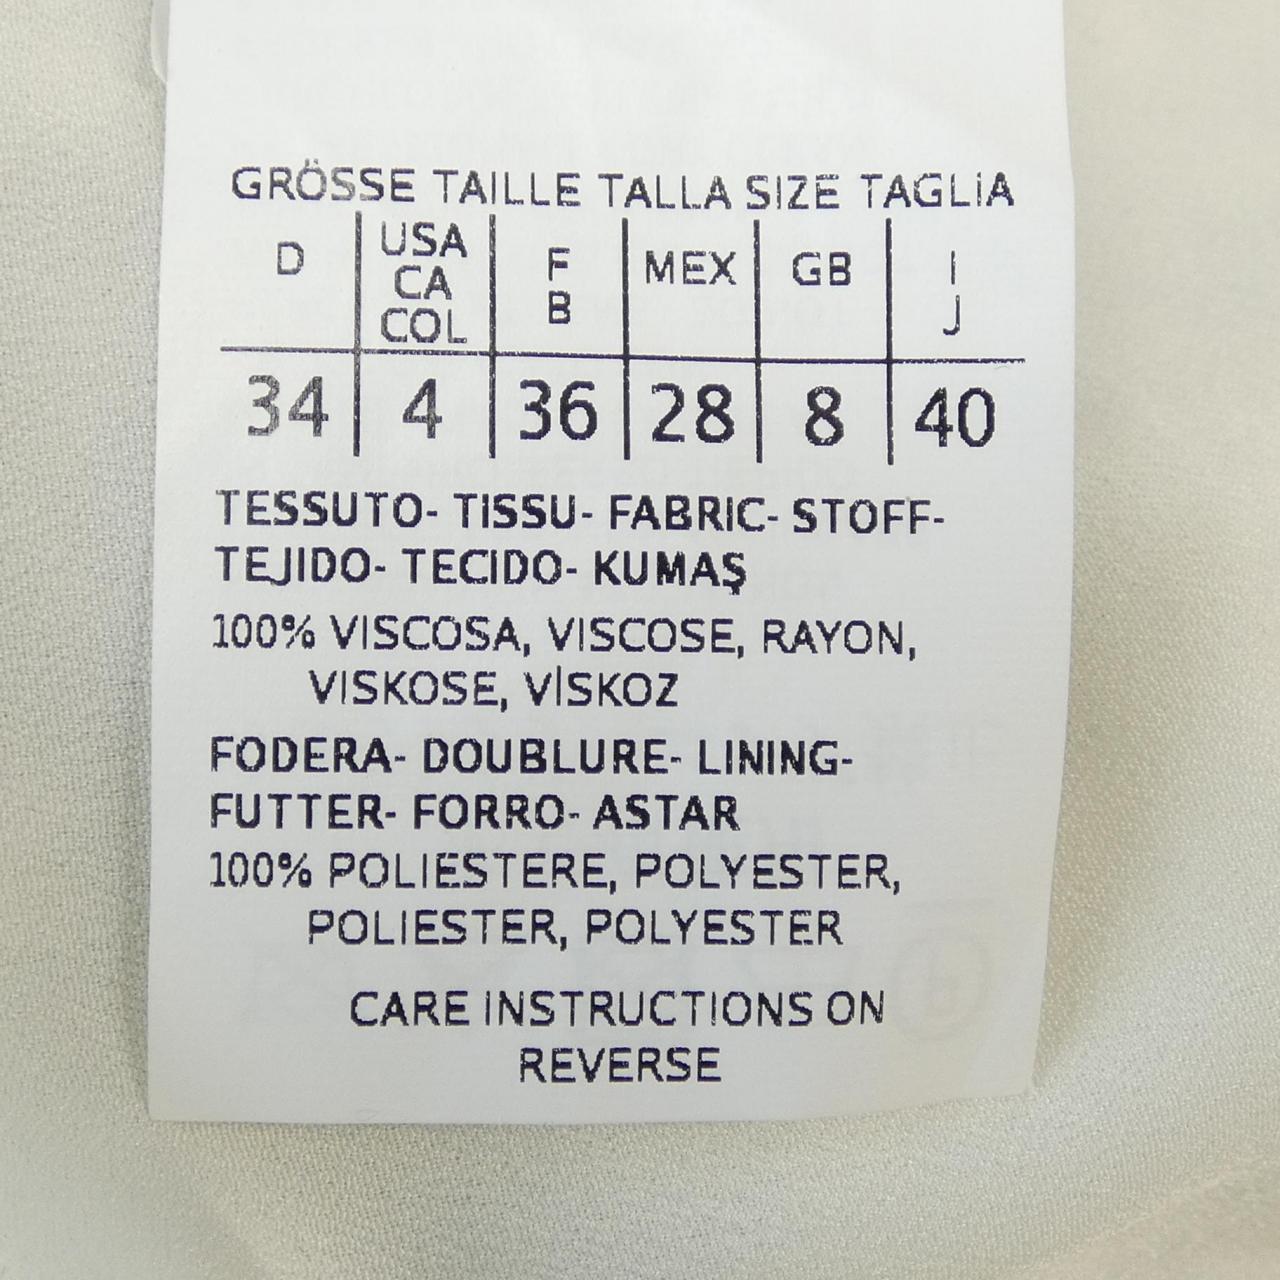 GRÖSSE TAILLE TALLA SIZE TAGLİA
D USA CA COL F B MEX GB I J
34 4 36 28 8 40
TESSUTO- TISSU- FABRIC- STOFF-
TEJIDO- TECIDO- KUMAŞ
100% VISCOSA, VISCOSE, RAYON,
VISKOSE, VİSKOZ
FODERA- DOUBLURE- LINING-
FUTTER- FORRO- ASTAR
100% POLIESTERE, POLYESTER,
POLIESTER, POLYESTER
CARE INSTRUCTIONS ON
REVERSE